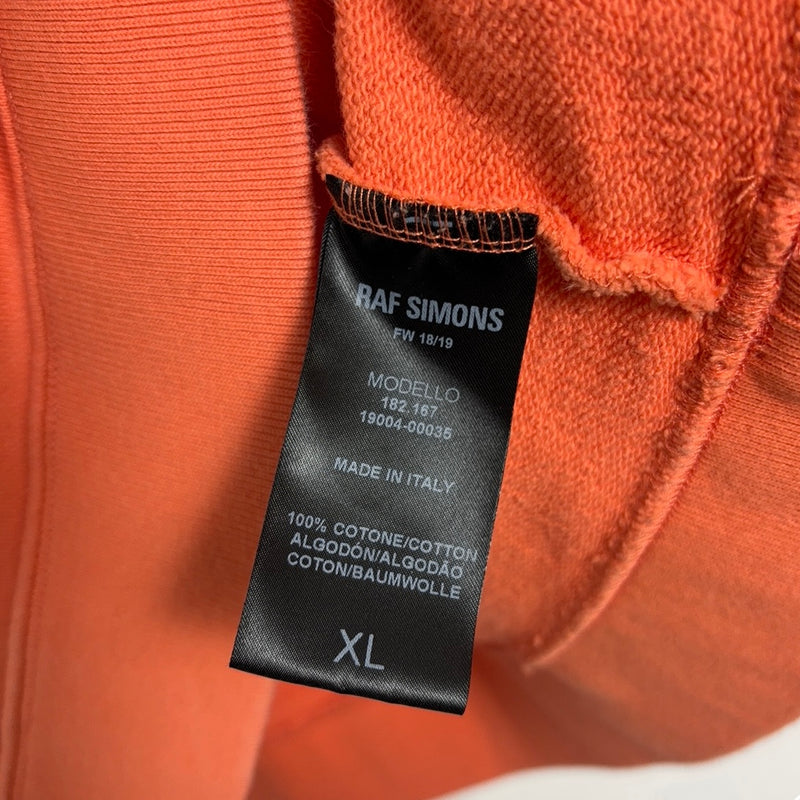 RAF SIMONS
FW 18/19
MODELLO
182.167
19004-00035
MADE IN ITALY
100% COTONE/COTTON
ALGODÓN/ALGODÃO
COTON/BAUMWOLLE
XL